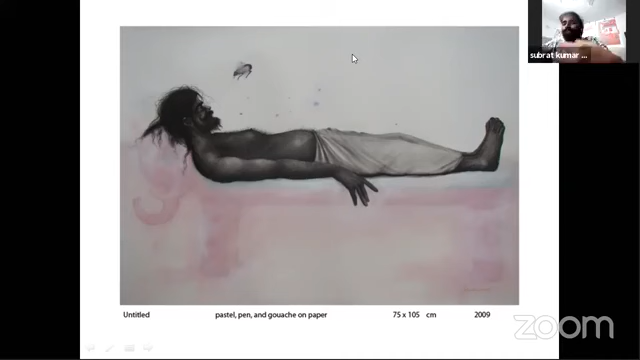 subrat kumar ...
Untitled pastel, pen, and gouache on paper 75 x 105 cm 2009
zoom